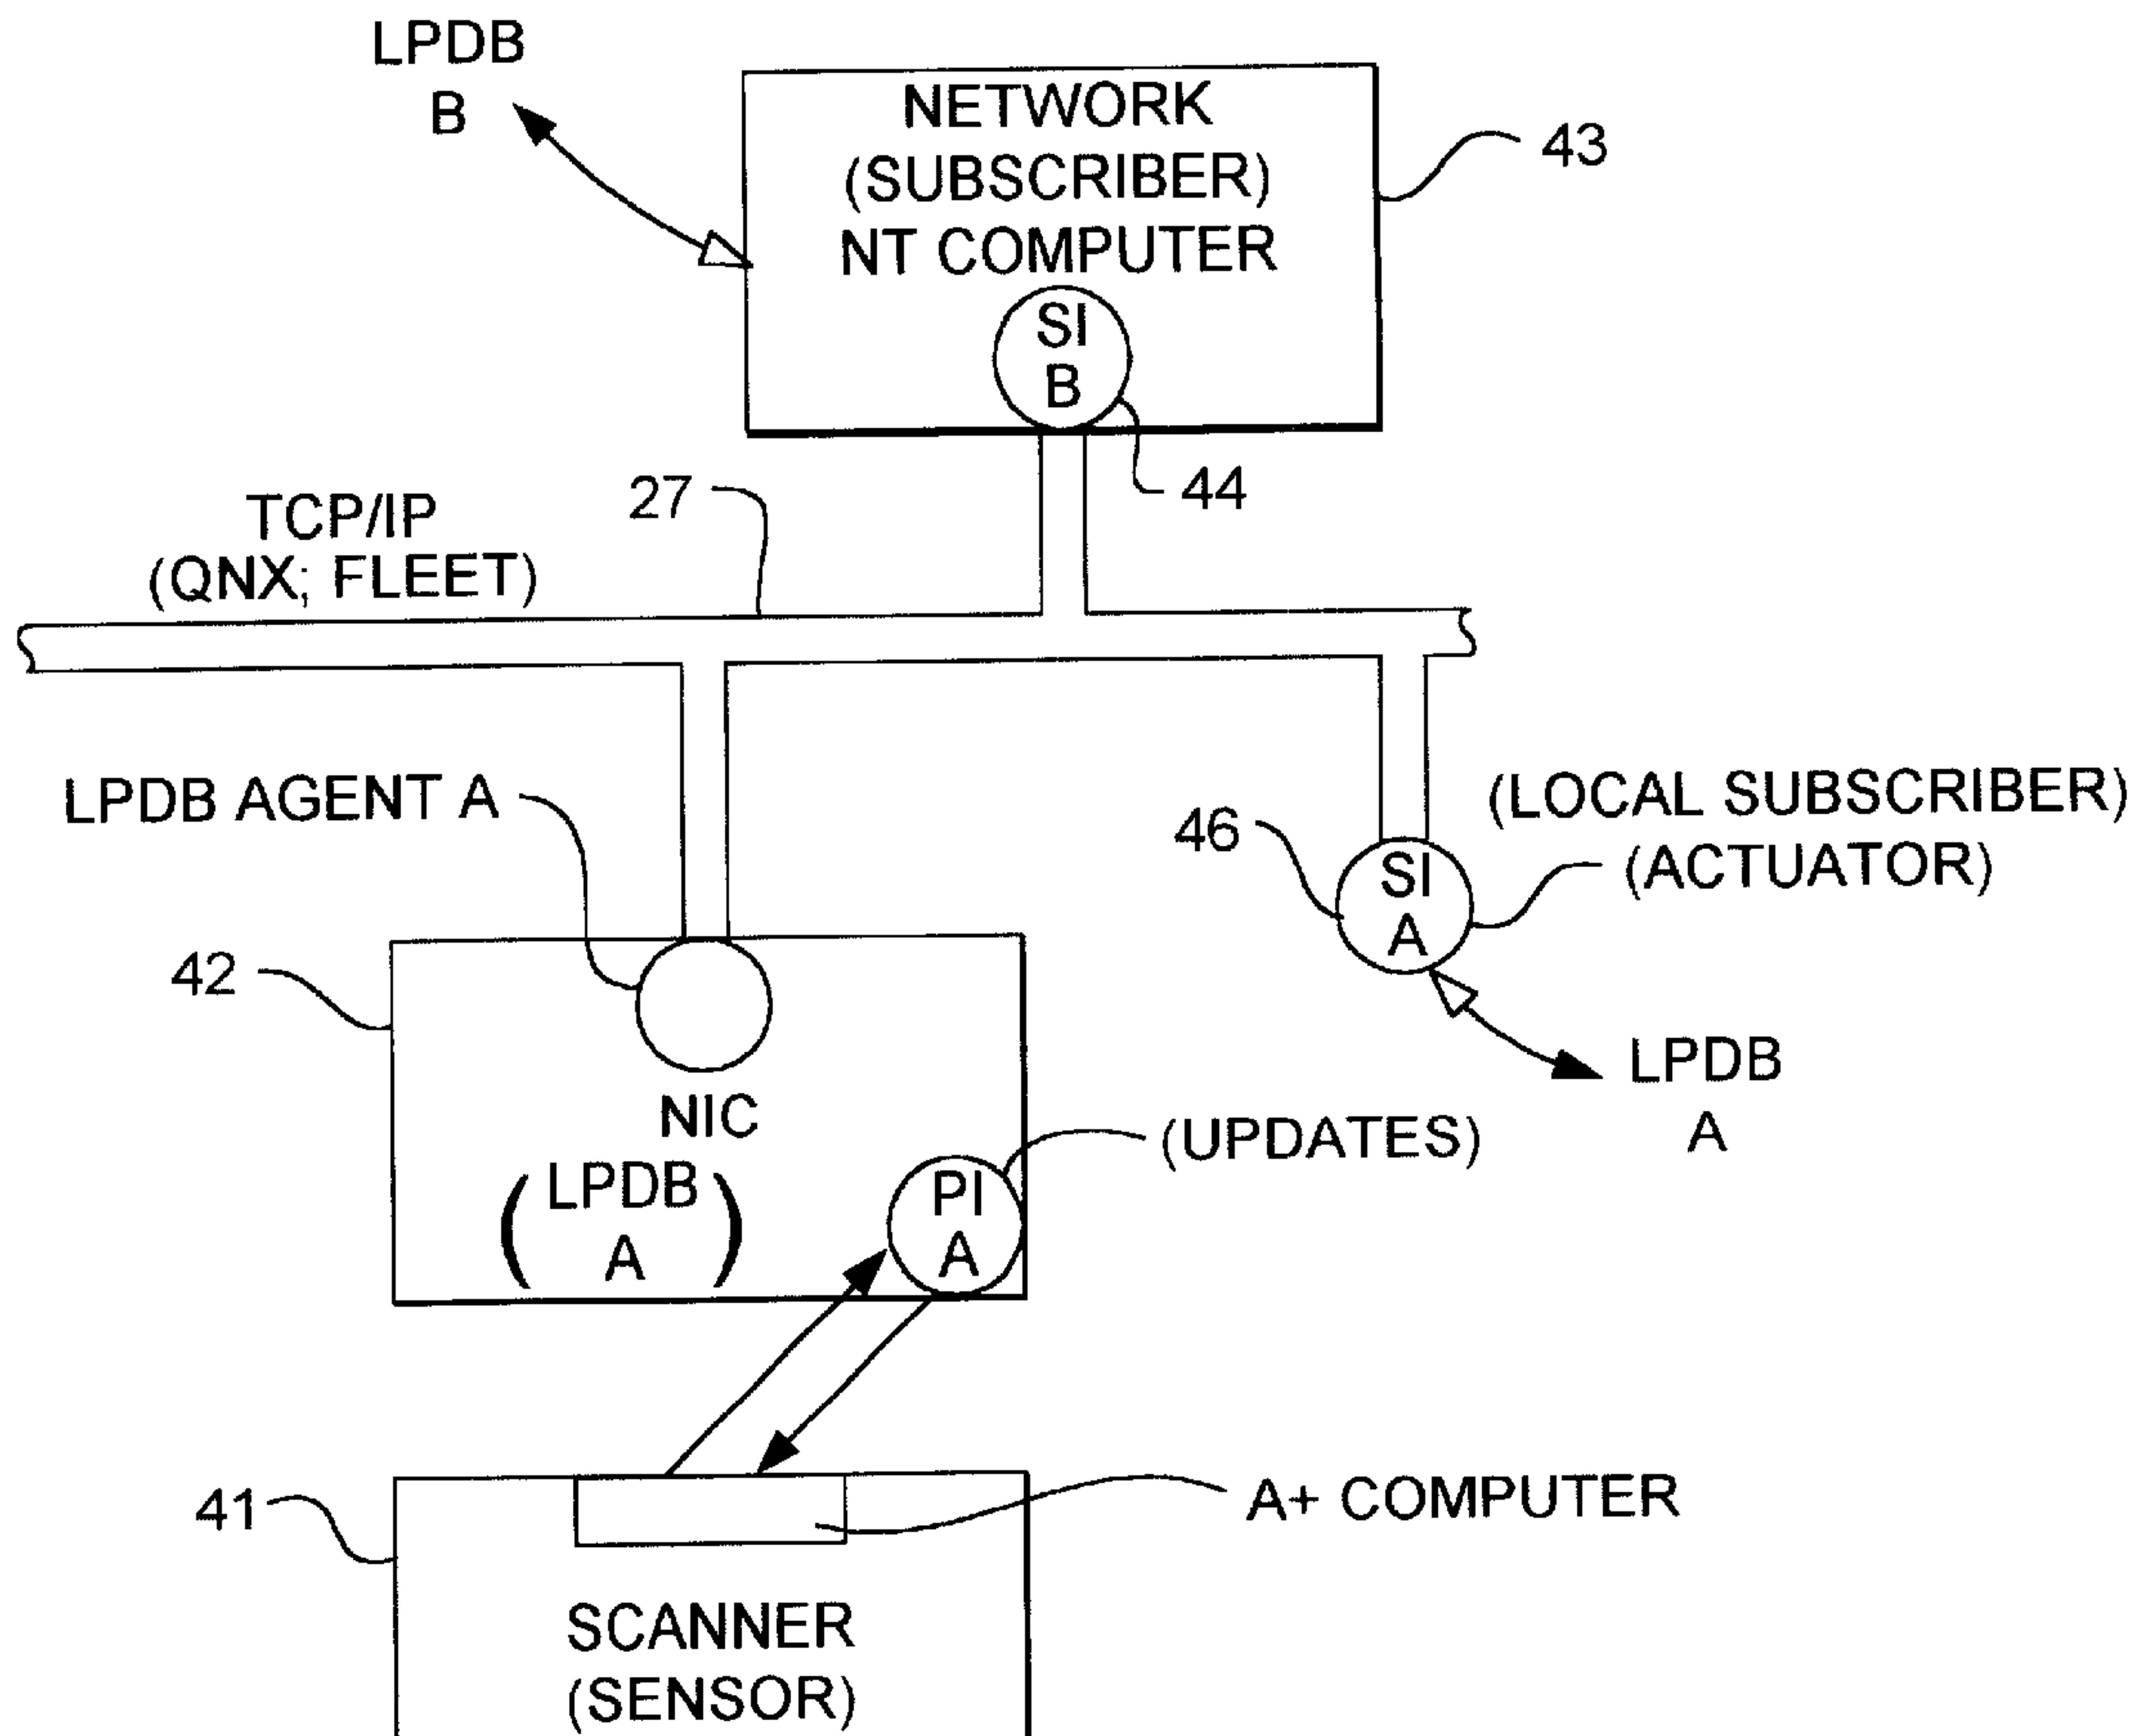 LPDB
B
NETWORK
(SUBSCRIBER)
NT COMPUTER
SI
B
43
44
27
TCP/IP
(QNX; FLEET)
LPDB AGENT A
42
NIC
(LPDB
A)
PI
A
(UPDATES)
46
SI
A
(LOCAL SUBSCRIBER)
(ACTUATOR)
LPDB
A
41
A+ COMPUTER
SCANNER
(SENSOR)